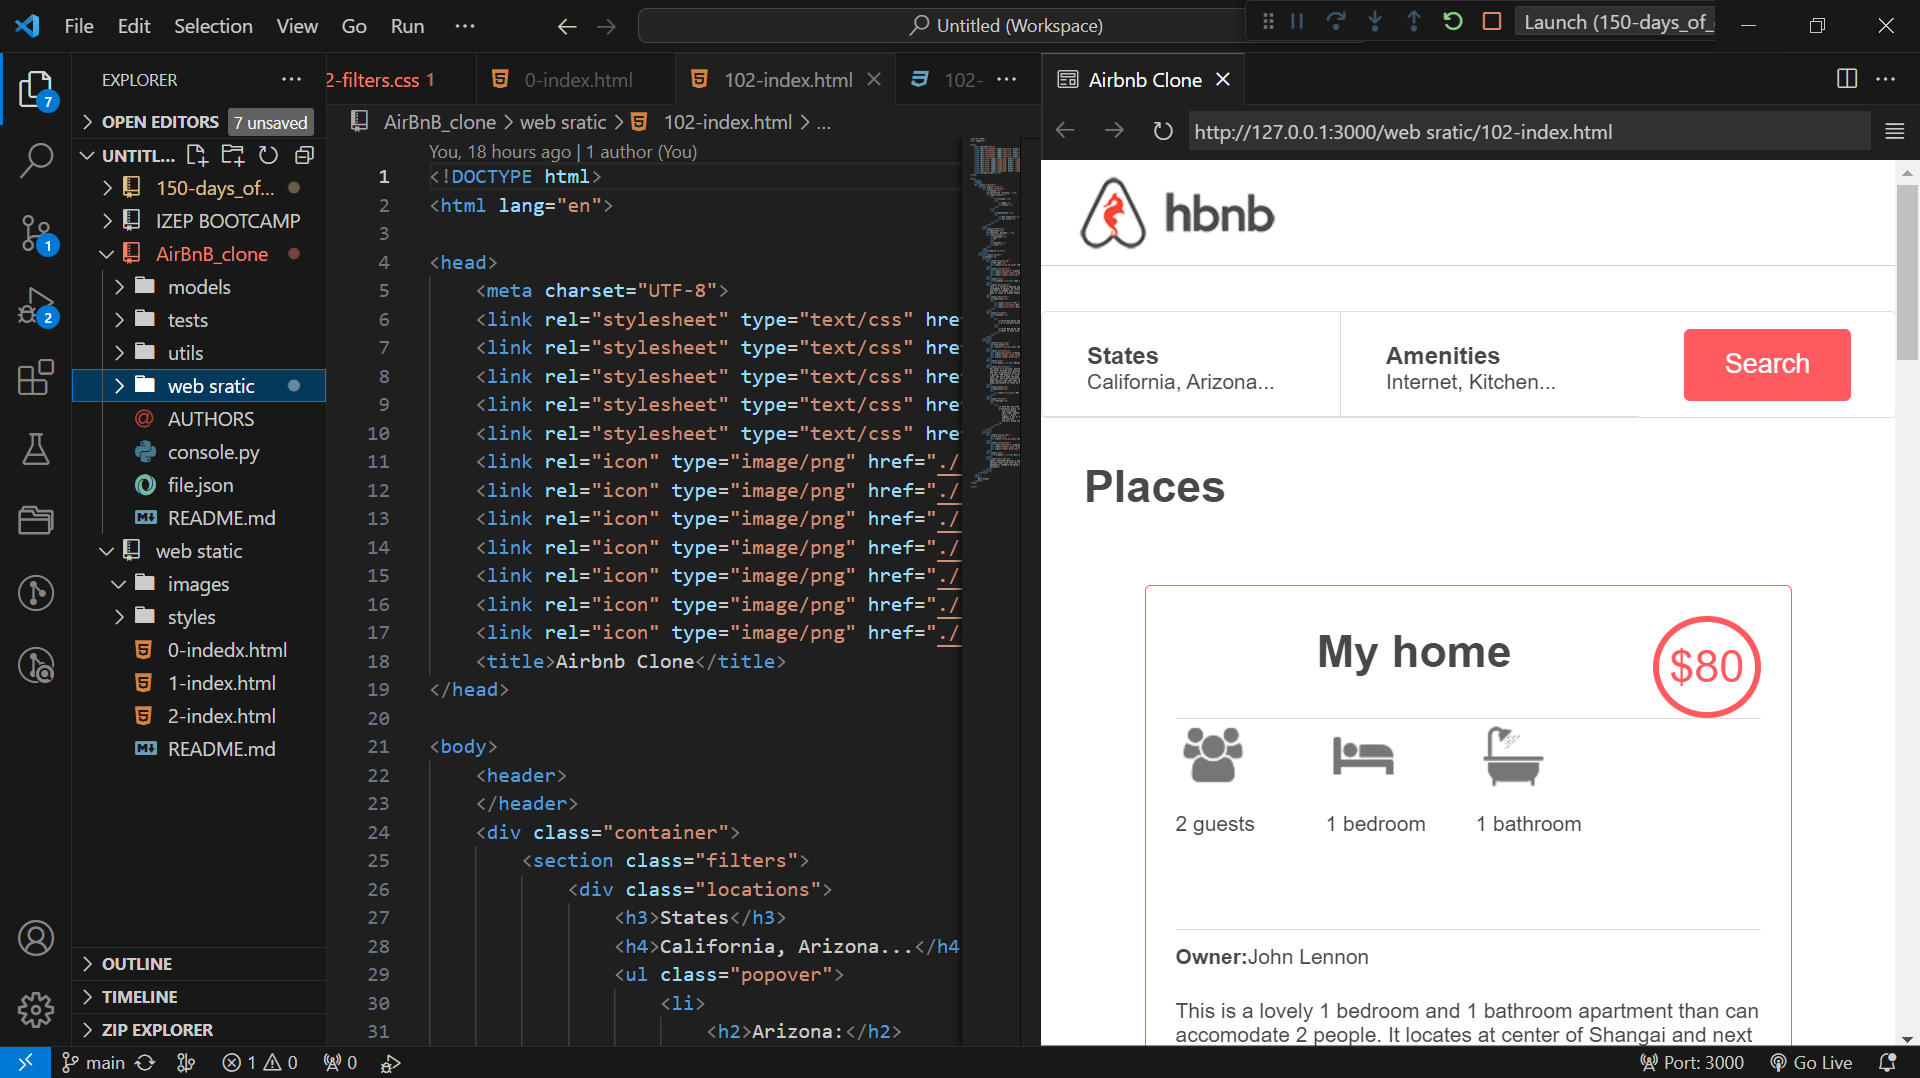 File Edit Selection View Go Run ··· Untitled (Workspace) Launch (150-days_of_
EXPLORER ···
OPEN EDITORS 7 unsaved
UNTITL...
150-days_of...
IZEP BOOTCAMP
AirBnB_clone
models
tests
utils
web sratic
AUTHORS
console.py
file.json
README.md
web static
images
styles
0-indedx.html
1-index.html
2-index.html
README.md
OUTLINE
TIMELINE
ZIP EXPLORER
7
1
2
2-filters.css 1 0-index.html 102-index.html 102- ···
AirBnB_clone > web sratic > 102-index.html > ...
You, 18 hours ago | 1 author (You)
1 <!DOCTYPE html>
2 <html lang="en">
3
4 <head>
5 <meta charset="UTF-8">
6 <link rel="stylesheet" type="text/css" hre
7 <link rel="stylesheet" type="text/css" hre
8 <link rel="stylesheet" type="text/css" hre
9 <link rel="stylesheet" type="text/css" hre
10 <link rel="stylesheet" type="text/css" hre
11 <link rel="icon" type="image/png" href="./
12 <link rel="icon" type="image/png" href="./
13 <link rel="icon" type="image/png" href="./
14 <link rel="icon" type="image/png" href="./
15 <link rel="icon" type="image/png" href="./
16 <link rel="icon" type="image/png" href="./
17 <link rel="icon" type="image/png" href="./
18 <title>Airbnb Clone</title>
19 </head>
20
21 <body>
22 <header>
23 </header>
24 <div class="container">
25 <section class="filters">
26 <div class="locations">
27 <h3>States</h3>
28 <h4>California, Arizona...</h4
29 <ul class="popover">
30 <li>
31 <h2>Arizona:</h2>
Airbnb Clone
http://127.0.0.1:3000/web sratic/102-index.html
hbnb
States
California, Arizona...
Amenities
Internet, Kitchen...
Search
Places
My home
$80
2 guests 1 bedroom 1 bathroom
Owner:John Lennon
This is a lovely 1 bedroom and 1 bathroom apartment than can
accomodate 2 people. It locates at center of Shangai and next
main 1 0 0 Port: 3000 Go Live